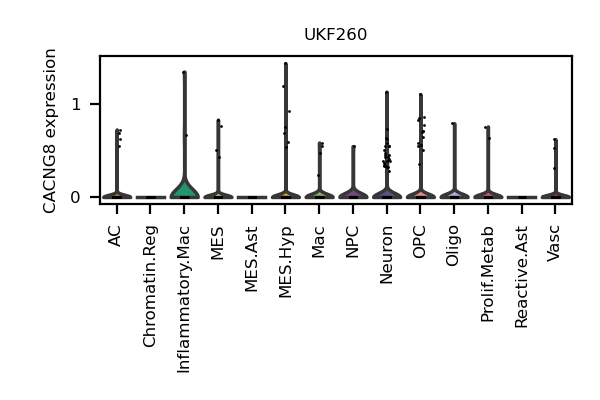 UKF260
CACNG8 expression
1
0
AC
Chromatin.Reg
Inflammatory.Mac
MES
MES.Ast
MES.Hyp
Mac
NPC
Neuron
OPC
Oligo
Prolif.Metab
Reactive.Ast
Vasc